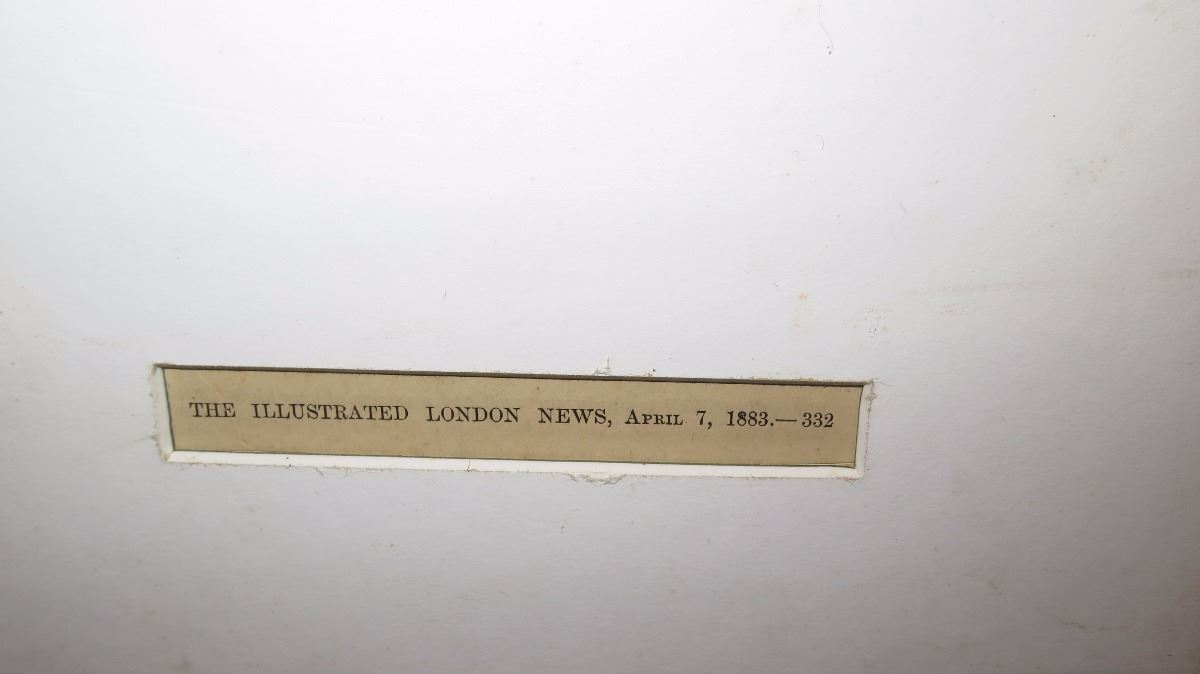 THE ILLUSTRATED LONDON NEWS, April 7, 1883.—332